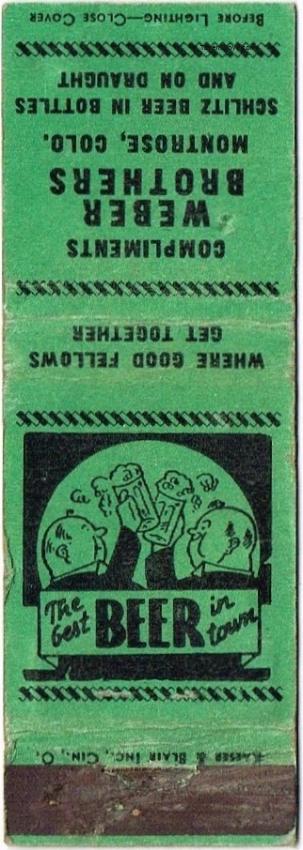 BEFORE LIGHTING—CLOSE COVER
COMPLIMENTS
WEBER
BROTHERS
MONTROSE, COLO.
SCHLITZ BEER IN BOTTLES
AND ON DRAUGHT
WHERE GOOD FELLOWS
GET TOGETHER
The best BEER in town
KAESER & BLAIR INC., CIN., O.